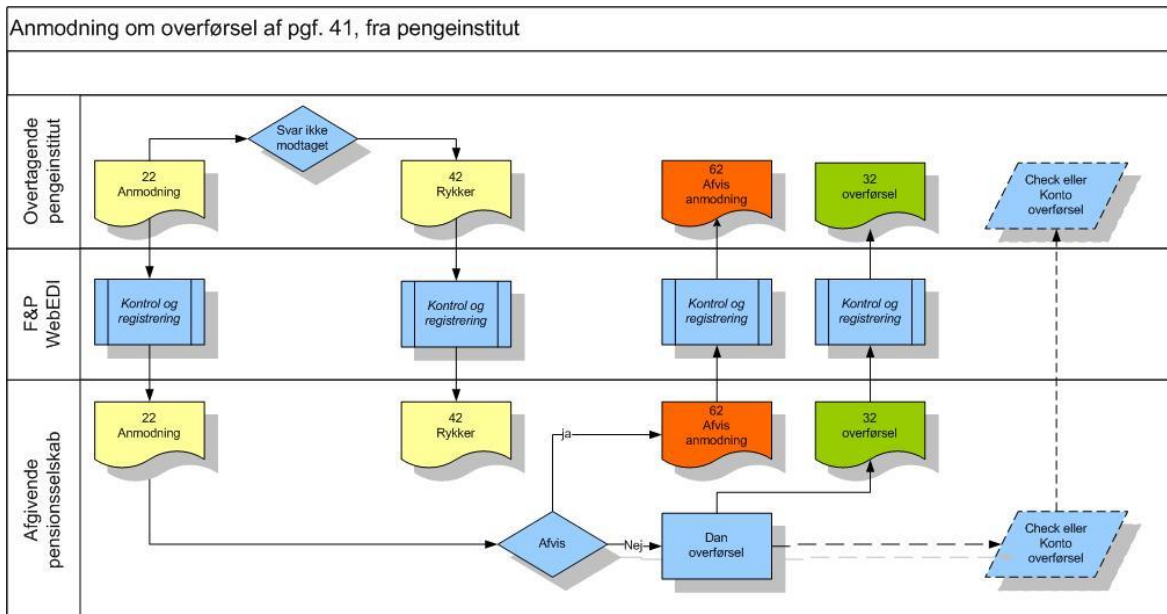 Anmodning om overførsel af pgf. 41, fra pengeinstitut
Overtagende
pengeinstitut
Svar ikke
modtaget
22
Anmodning
42
Rykker
62
Afvis
anmodning
32
overførsel
Check eller
Konto
overførsel
F&P
WebEDI
Kontrol og
registrering
Kontrol og
registrering
Kontrol og
registrering
Kontrol og
registrering
Afgivende
pensionsselskab
22
Anmodning
42
Rykker
62
Afvis
anmodning
32
overførsel
ja
Afvis
Nej
Dan
overførsel
Check eller
Konto
overførsel